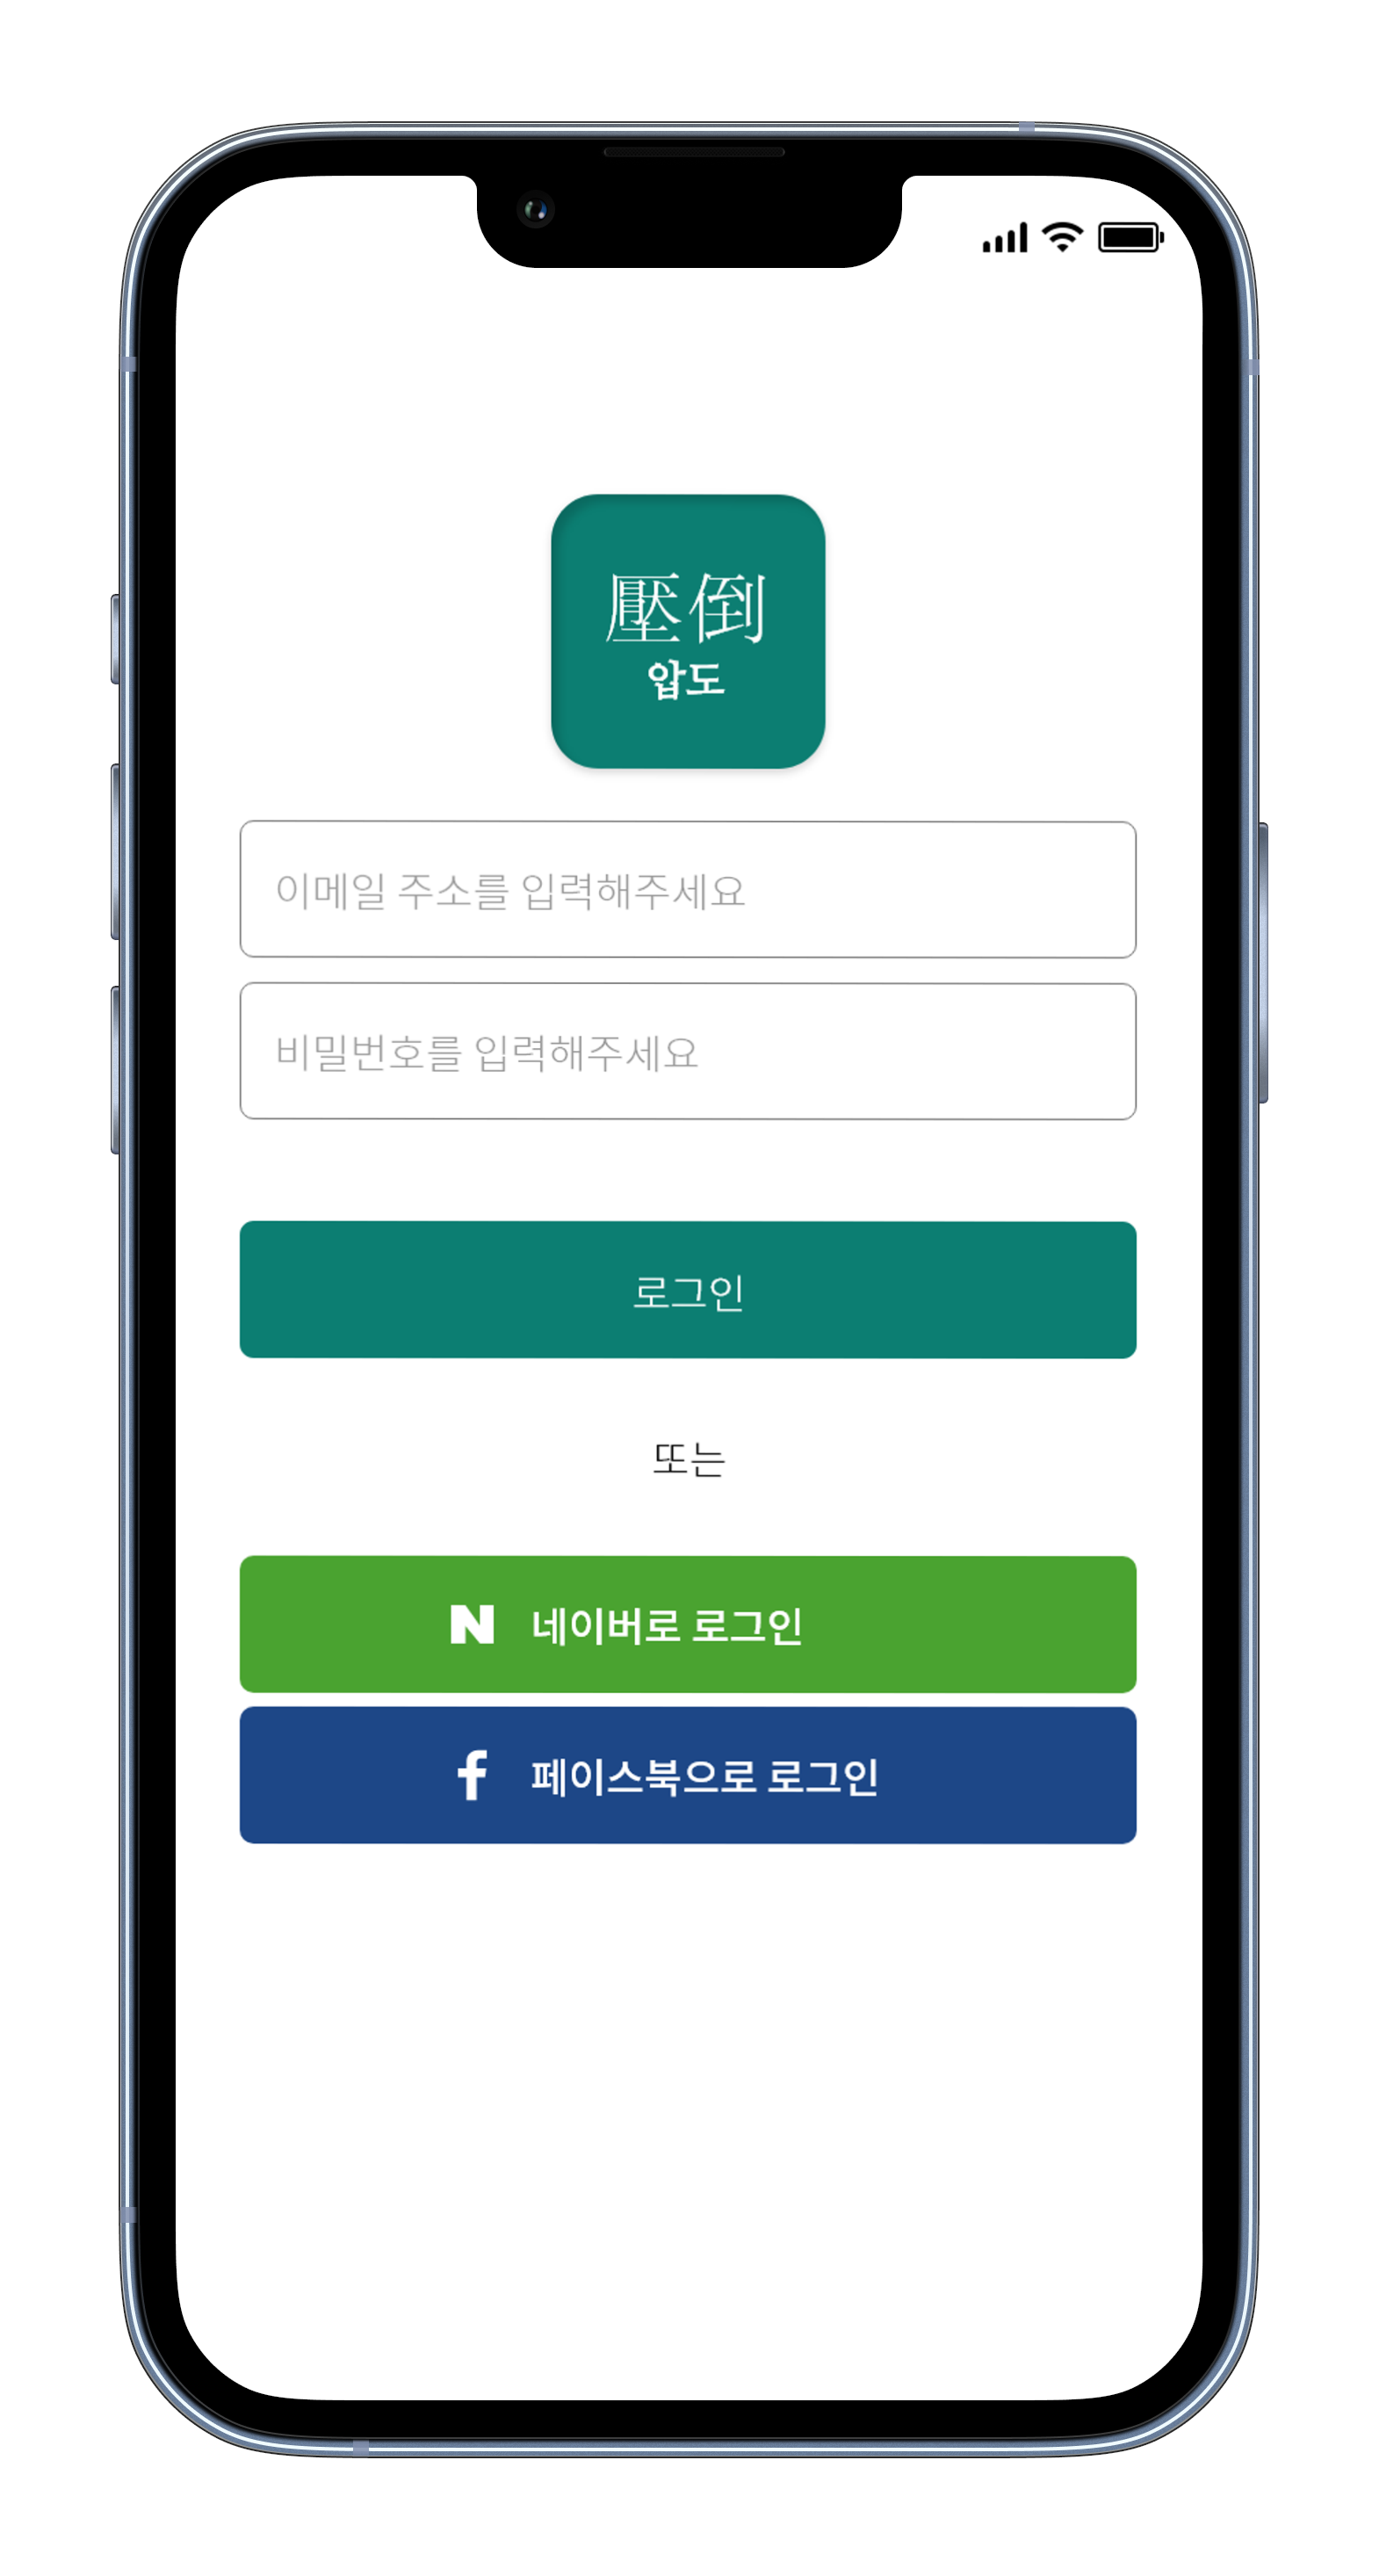 壓倒
압도
이메일 주소를 입력해주세요
비밀번호를 입력해주세요
로그인
또는
N 네이버로 로그인
f 페이스북으로 로그인